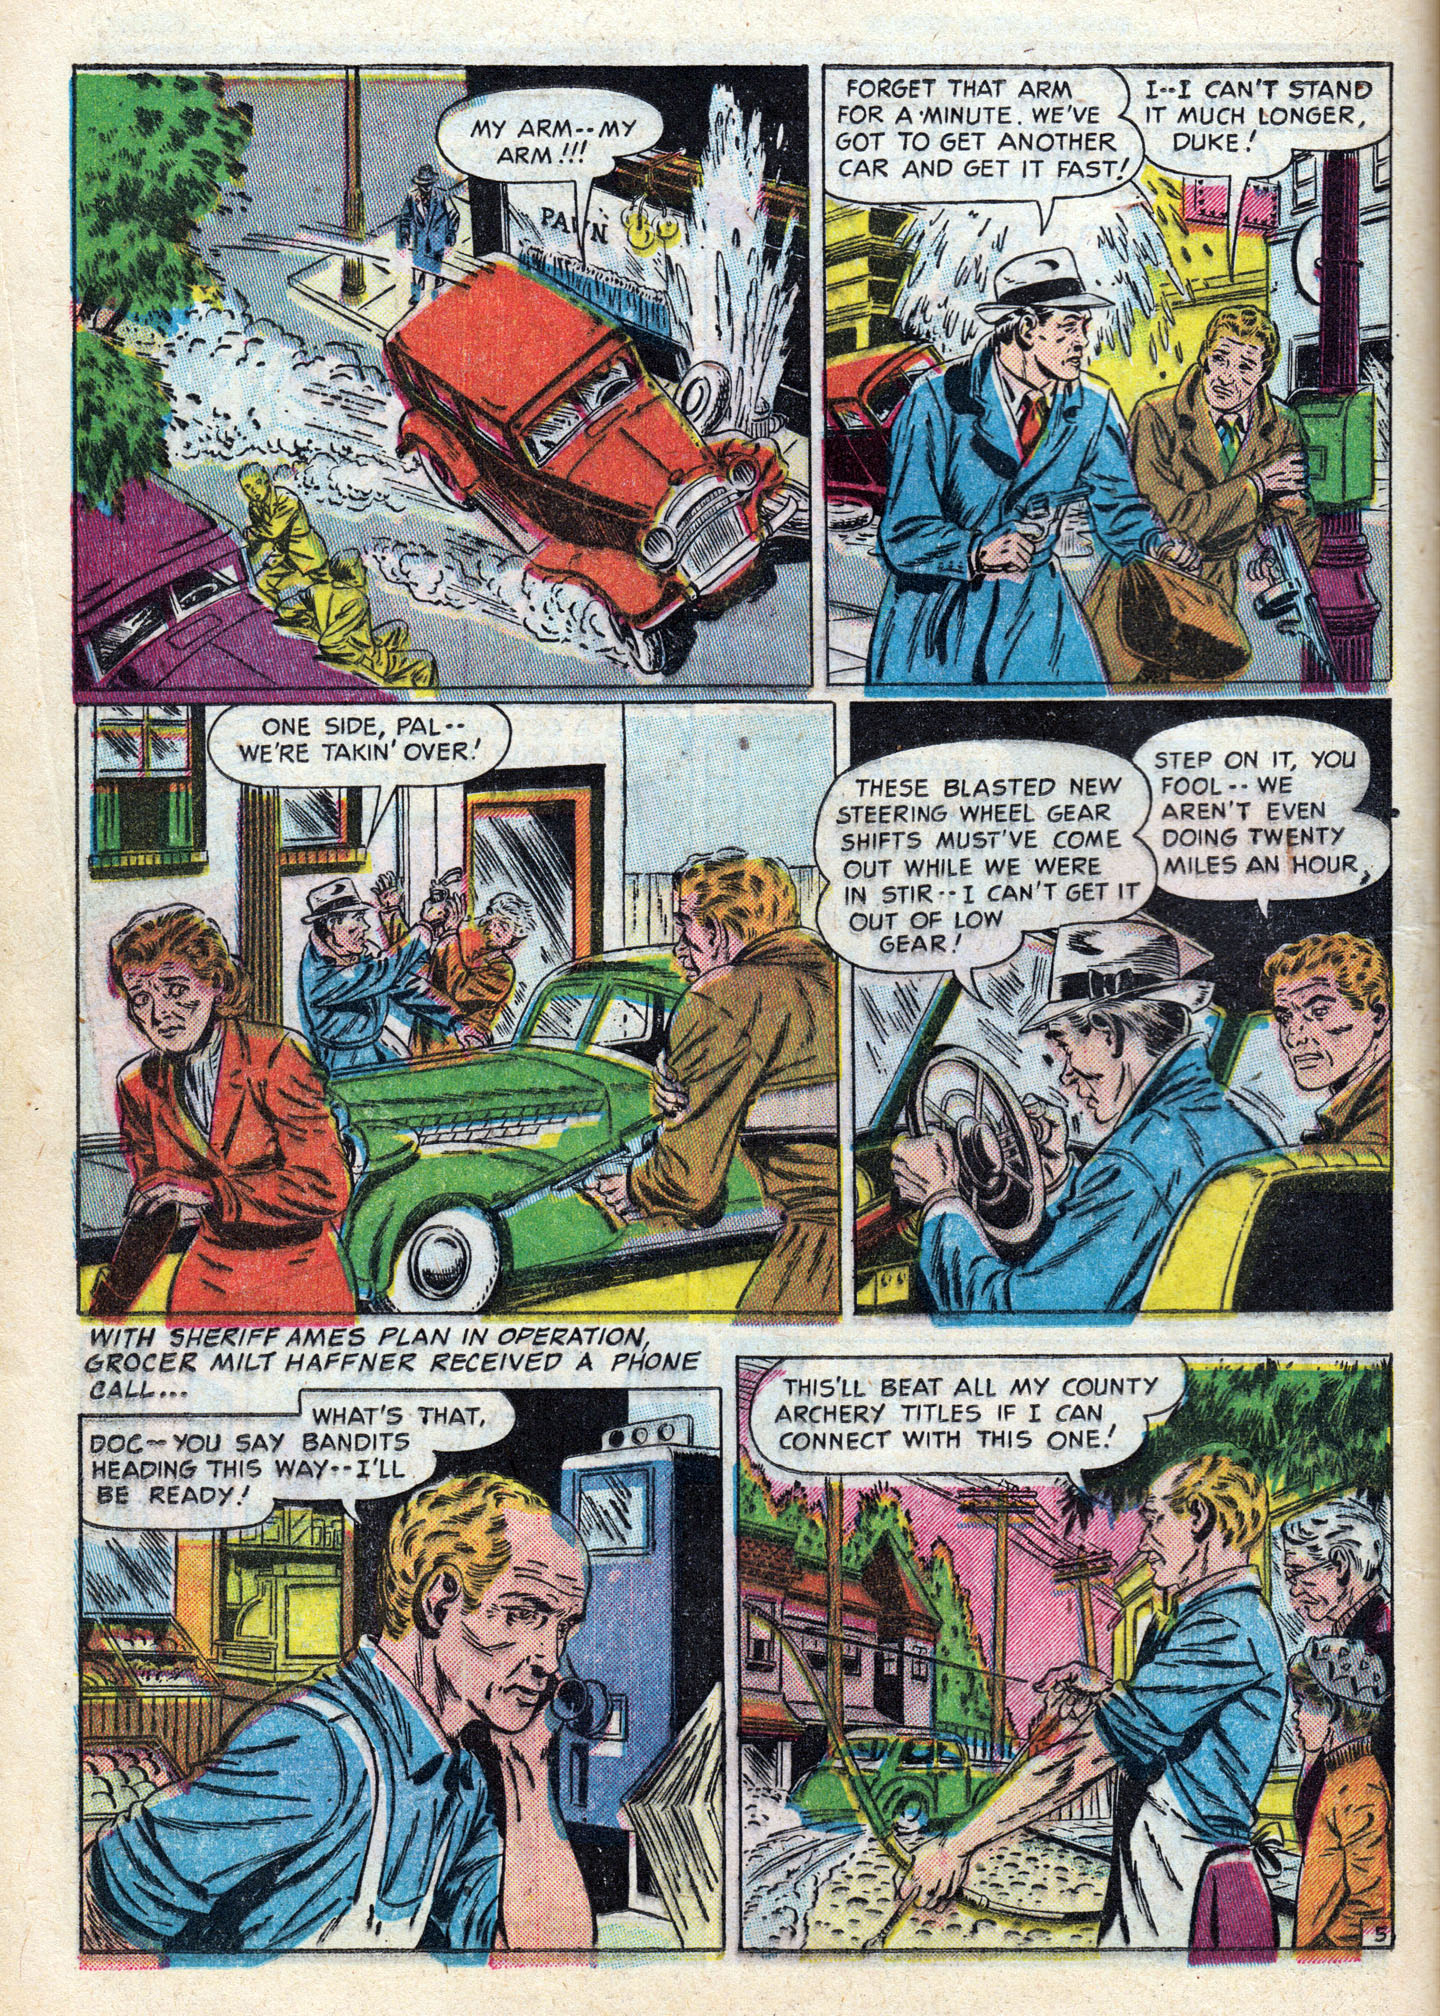 MY ARM--MY
ARM!!!
PAWN
FORGET THAT ARM
FOR A MINUTE. WE'VE
GOT TO GET ANOTHER
CAR AND GET IT FAST!
I--I CAN'T STAND
IT MUCH LONGER,
DUKE!
ONE SIDE, PAL--
WE'RE TAKIN' OVER!
THESE BLASTED NEW
STEERING WHEEL GEAR
SHIFTS MUST'VE COME
OUT WHILE WE WERE
IN STIR--I CAN'T GET IT
OUT OF LOW
GEAR!
STEP ON IT, YOU
FOOL--WE
AREN'T EVEN
DOING TWENTY
MILES AN HOUR,
WITH SHERIFF AMES PLAN IN OPERATION,
GROCER MILT HAFFNER RECEIVED A PHONE
CALL...
WHAT'S THAT,
DOC--YOU SAY BANDITS
HEADING THIS WAY--I'LL
BE READY!
THIS'LL BEAT ALL MY COUNTY
ARCHERY TITLES IF I CAN
CONNECT WITH THIS ONE!
5